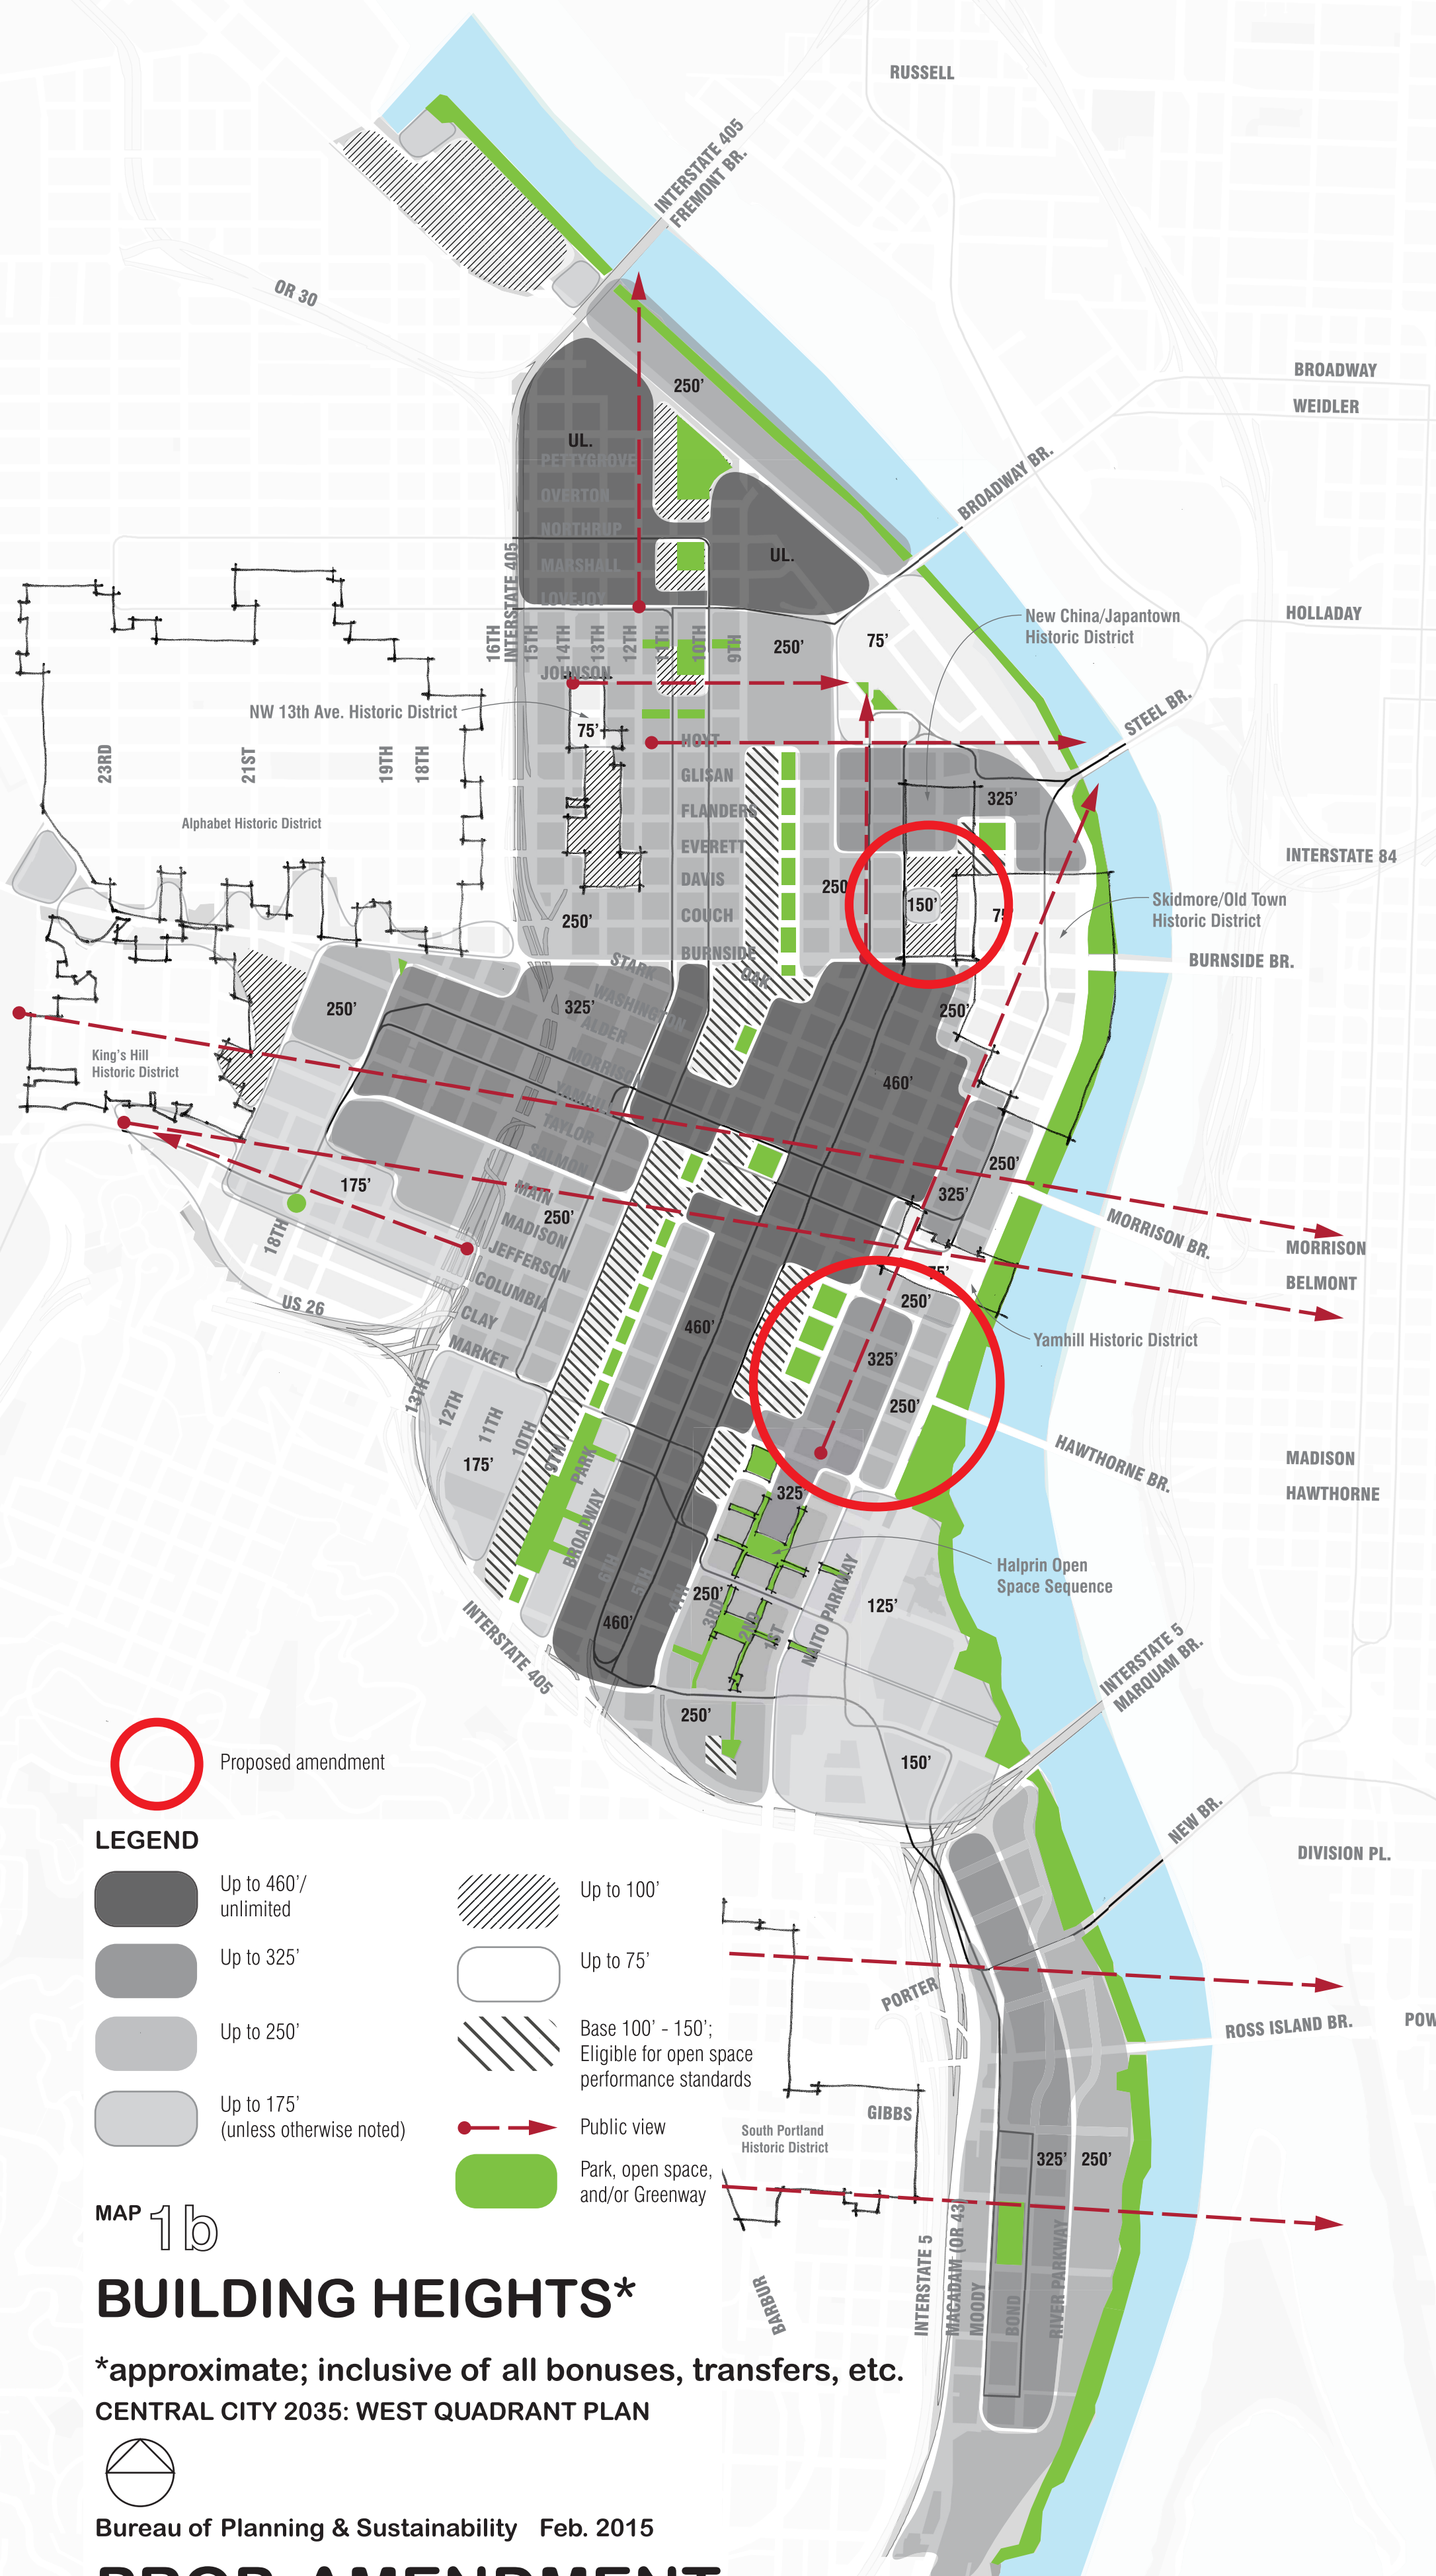 RUSSELL
INTERSTATE 405
FREMONT BR.
OR 30
BROADWAY
WEIDLER
250'
UL.
PETTYGROVE
OVERTON
NORTHRUP
MARSHALL
LOVEJOY
UL.
BROADWAY BR.
HOLLADAY
New China/Japantown
Historic District
INTERSTATE 405
16TH
15TH
14TH
13TH
12TH
11TH
10TH
9TH
250'
75'
JOHNSON
NW 13th Ave. Historic District
75'
STEEL BR.
23RD
21ST
19TH
18TH
HOYT
GLISAN
FLANDERS
EVERETT
DAVIS
COUCH
BURNSIDE
325'
Alphabet Historic District
INTERSTATE 84
250'
150'
75'
Skidmore/Old Town
Historic District
250'
BURNSIDE BR.
STARK
OAK
WASHINGTON
ALDER
MORRISON
YAMHILL
TAYLOR
SALMON
MAIN
MADISON
JEFFERSON
COLUMBIA
CLAY
MARKET
250'
325'
250'
460'
King's Hill
Historic District
250'
325'
175'
250'
18TH
MORRISON BR.
MORRISON
BELMONT
75'
250'
US 26
460'
Yamhill Historic District
325'
250'
13TH
12TH
11TH
10TH
9TH
PARK
BROADWAY
6TH
5TH
4TH
3RD
2ND
1ST
NAITO PARKWAY
175'
HAWTHORNE BR.
MADISON
HAWTHORNE
325'
Halprin Open
Space Sequence
250'
125'
460'
INTERSTATE 405
INTERSTATE 5
MARQUAM BR.
250'
150'
NEW BR.
DIVISION PL.
Proposed amendment
LEGEND
Up to 460'/
unlimited
Up to 325'
Up to 250'
Up to 175'
(unless otherwise noted)
Up to 100'
Up to 75'
Base 100' - 150';
Eligible for open space
performance standards
Public view
Park, open space,
and/or Greenway
PORTER
ROSS ISLAND BR.
POW
GIBBS
South Portland
Historic District
325'
250'
BARBUR
INTERSTATE 5
MACADAM (OR 43)
MOODY
BOND
RIVER PARKWAY
MAP 1b
BUILDING HEIGHTS*
*approximate; inclusive of all bonuses, transfers, etc.
CENTRAL CITY 2035: WEST QUADRANT PLAN
Bureau of Planning & Sustainability Feb. 2015
PROP. AMENDMENT